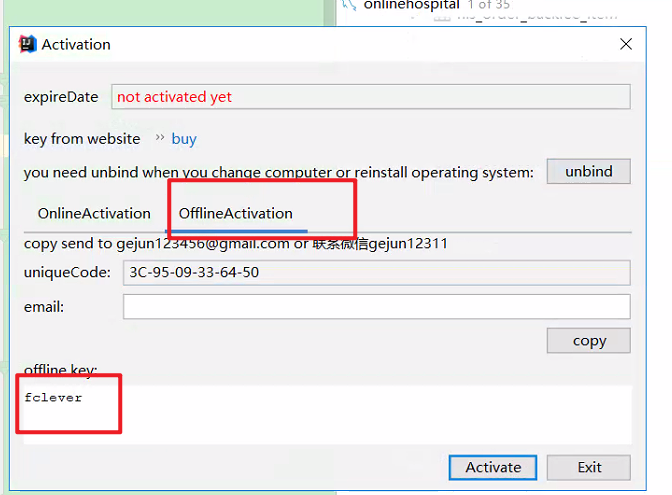 onlinehospital 1 of 35
his_order_backfee_item
Activation
expireDate not activated yet
key from website >> buy
you need unbind when you change computer or reinstall operating system: unbind
OnlineActivation OfflineActivation
copy send to gejun123456@gmail.com or 联系微信gejun12311
uniqueCode: 3C-95-09-33-64-50
email:
copy
offline key:
fclever
Activate Exit